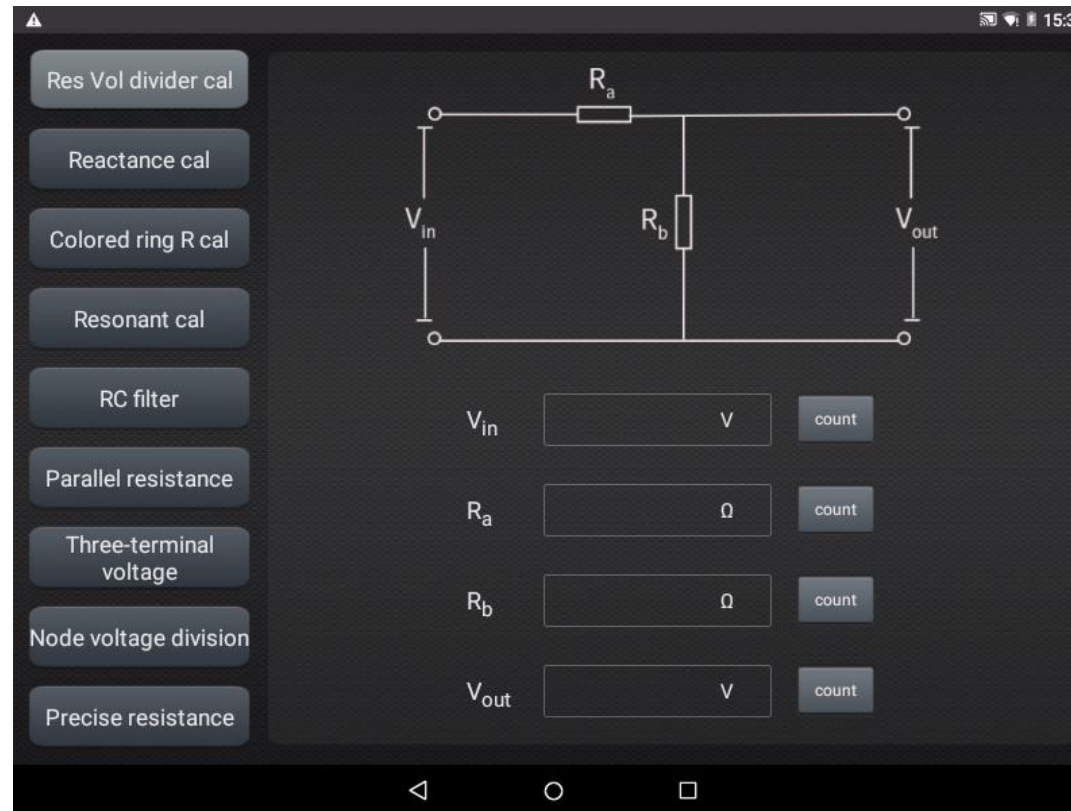 15:3
Res Vol divider cal
Reactance cal
Colored ring R cal
Resonant cal
RC filter
Parallel resistance
Three-terminal
voltage
Node voltage division
Precise resistance
Ra
Vin
Rb
Vout
Vin V count
Ra Ω count
Rb Ω count
Vout V count